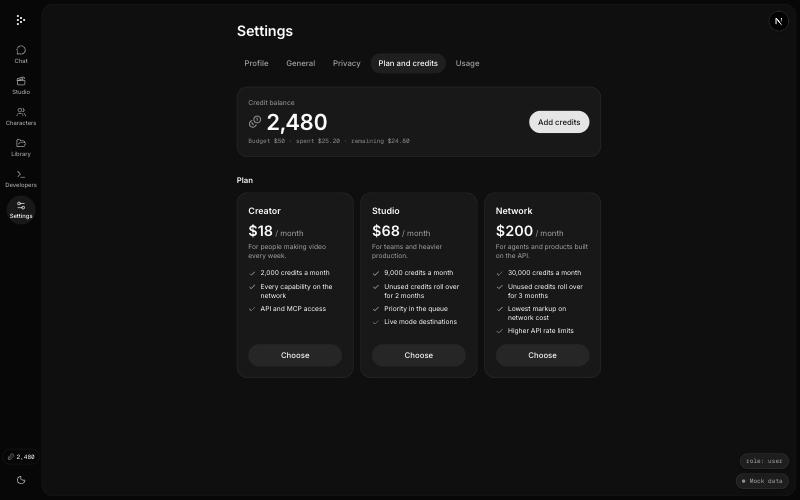 Settings
N
Chat
Studio
Characters
Library
Developers
Settings
Profile
General
Privacy
Plan and credits
Usage
Credit balance
2,480
Add credits
Budget $50 · spent $25.20 · remaining $24.80
Plan
Creator
$18 / month
For people making video
every week.
2,000 credits a month
Every capability on the
network
API and MCP access
Choose
Studio
$68 / month
For teams and heavier
production.
9,000 credits a month
Unused credits roll over
for 2 months
Priority in the queue
Live mode destinations
Choose
Network
$200 / month
For agents and products built
on the API.
30,000 credits a month
Unused credits roll over
for 3 months
Lowest markup on
network cost
Higher API rate limits
Choose
2,480
role: user
Mock data